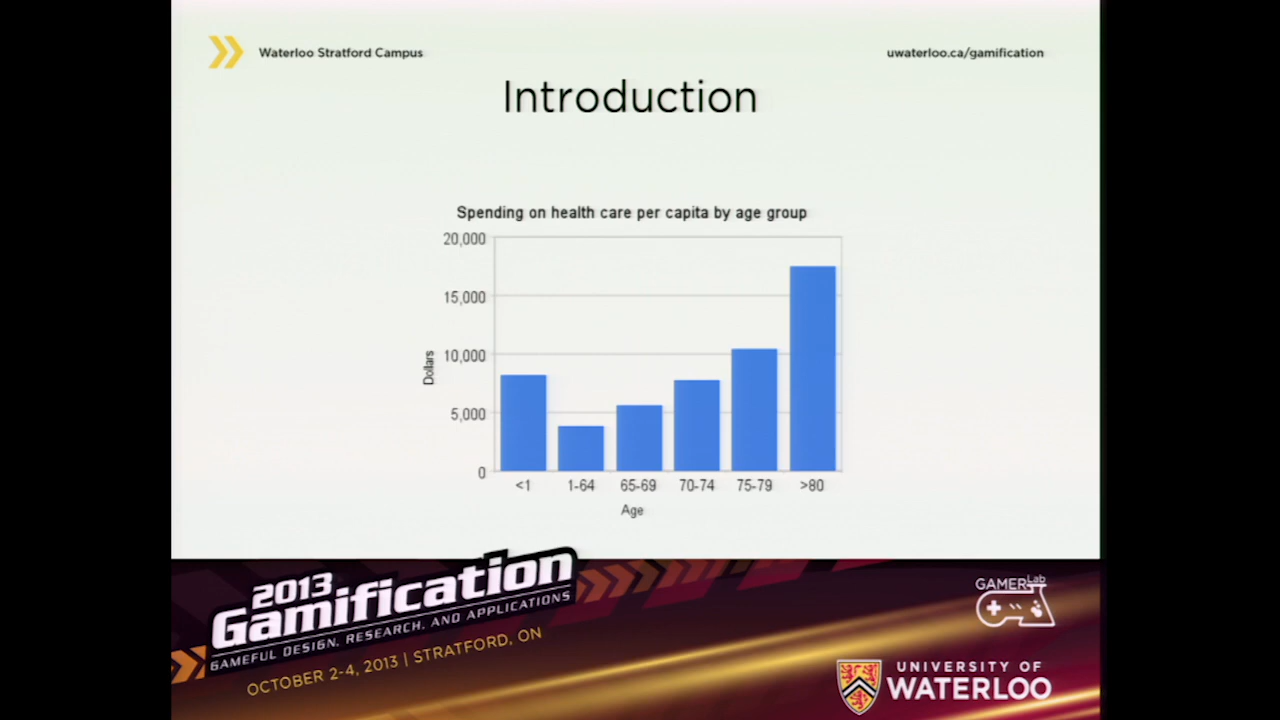 Waterloo Stratford Campus
uwaterloo.ca/gamification
Introduction
Spending on health care per capita by age group
20,000
15,000
10,000
5,000
0
Dollars
<1 1-64 65-69 70-74 75-79 >80
Age
2013
Gamification
GAMEFUL DESIGN, RESEARCH, AND APPLICATIONS
OCTOBER 2-4, 2013 | STRATFORD, ON
GAMERLab
UNIVERSITY OF
WATERLOO